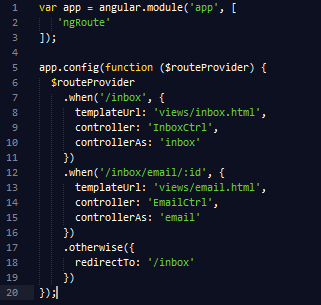 1 var app = angular.module('app', [
2   'ngRoute'
3 ]);
4
5 app.config(function ($routeProvider) {
6   $routeProvider
7     .when('/inbox', {
8       templateUrl: 'views/inbox.html',
9       controller: 'InboxCtrl',
10       controllerAs: 'inbox'
11     })
12     .when('/inbox/email/:id', {
13       templateUrl: 'views/email.html',
14       controller: 'EmailCtrl',
15       controllerAs: 'email'
16     })
17     .otherwise({
18       redirectTo: '/inbox'
19     })
20 });